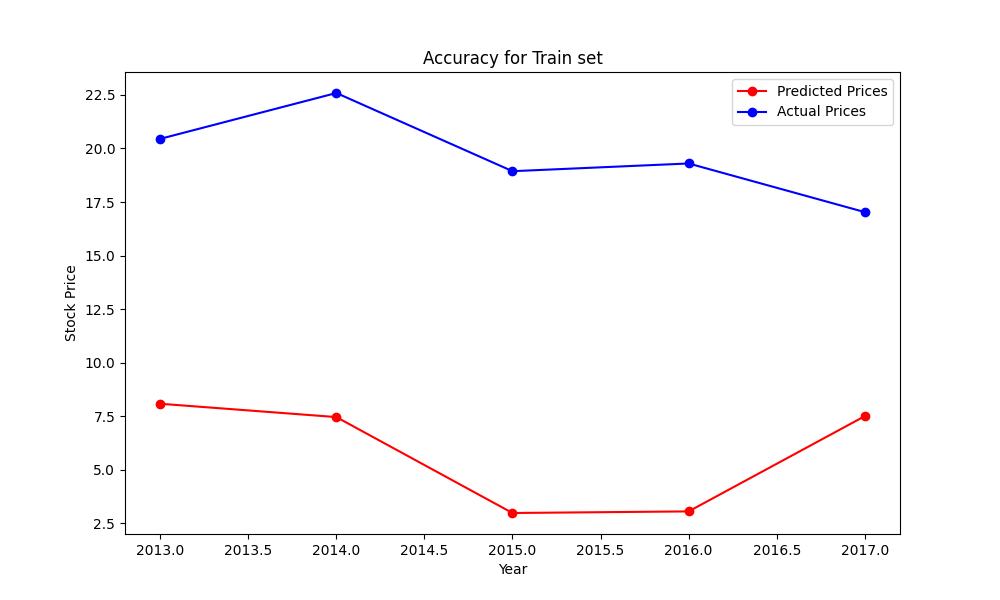 Accuracy for Train set
Predicted Prices
Actual Prices
22.5
20.0
17.5
15.0
12.5
10.0
7.5
5.0
2.5
Stock Price
2013.0 2013.5 2014.0 2014.5 2015.0 2015.5 2016.0 2016.5 2017.0
Year